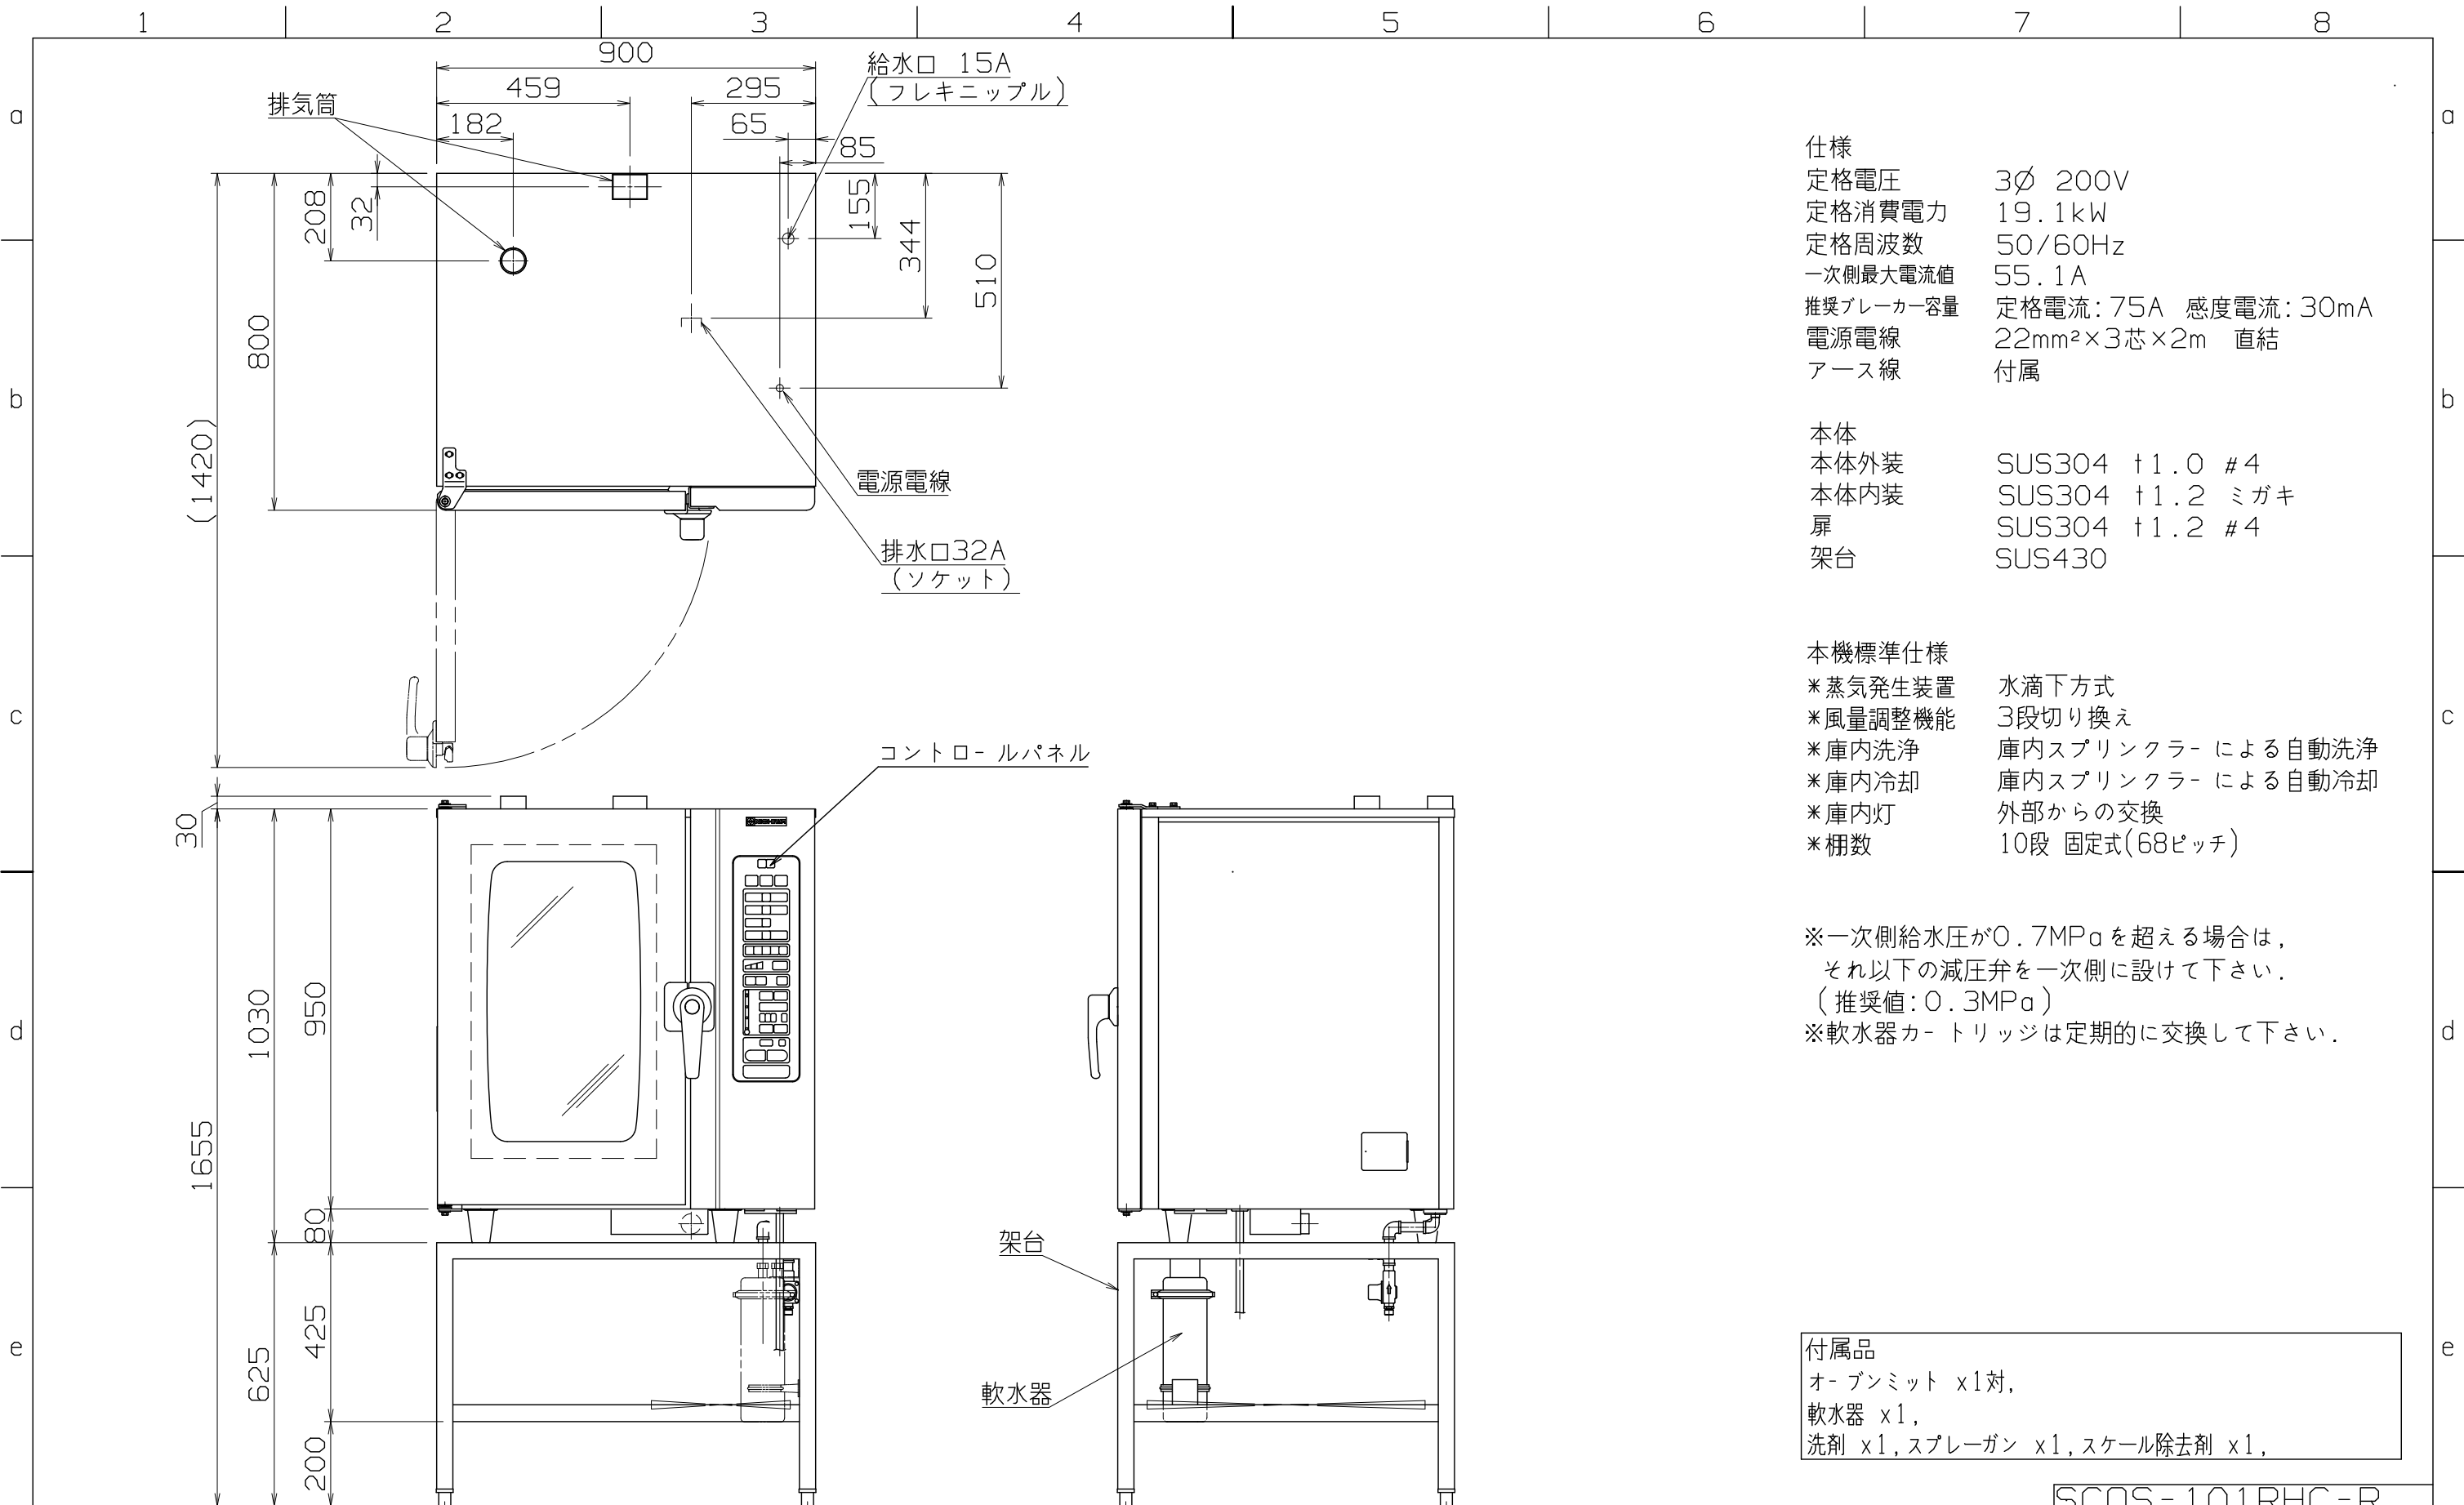 1 2 3 4 5 6 7 8
a a
b b
c c
d d
e e
900
459
295
182
65
85
排気筒
給水口 15A
(フレキニップル)
32
208
155
344
510
800
(1420)
電源電線
排水口32A
(ソケット)
コントロ-ルパネル
30
1030
950
1655
80
425
625
200
架台
軟水器
仕様
定格電圧 3∅ 200V
定格消費電力 19.1kW
定格周波数 50/60Hz
一次側最大電流値 55.1A
推奨ブレーカー容量 定格電流:75A 感度電流:30mA
電源電線 22mm²×3芯×2m 直結
アース線 付属
本体
本体外装 SUS304 t1.0 #4
本体内装 SUS304 t1.2 ミガキ
扉 SUS304 t1.2 #4
架台 SUS430
本機標準仕様
*蒸気発生装置 水滴下方式
*風量調整機能 3段切り換え
*庫内洗浄 庫内スプリンクラ-による自動洗浄
*庫内冷却 庫内スプリンクラ-による自動冷却
*庫内灯 外部からの交換
*棚数 10段 固定式(68ピッチ)
※一次側給水圧が0.7MPaを超える場合は,
それ以下の減圧弁を一次側に設けて下さい.
(推奨値:0.3MPa)
※軟水器カ-トリッジは定期的に交換して下さい.
付属品
オ-ブンミット x1対,
軟水器 x1,
洗剤 x1,スプレーガン x1,スケール除去剤 x1,
SCOS-101RHC-R